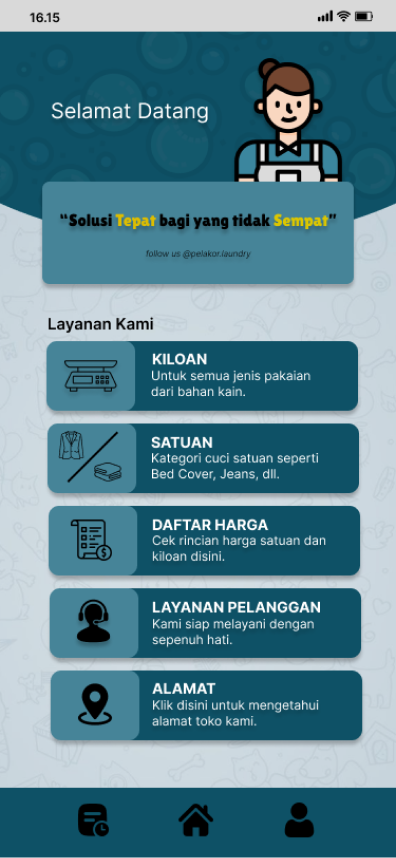 16.15
Selamat Datang
“Solusi Tepat bagi yang tidak Sempat”
follow us @pelakor.laundry
Layanan Kami
KILOAN
Untuk semua jenis pakaian
dari bahan kain.
SATUAN
Kategori cuci satuan seperti
Bed Cover, Jeans, dll.
DAFTAR HARGA
Cek rincian harga satuan dan
kiloan disini.
LAYANAN PELANGGAN
Kami siap melayani dengan
sepenuh hati.
ALAMAT
Klik disini untuk mengetahui
alamat toko kami.